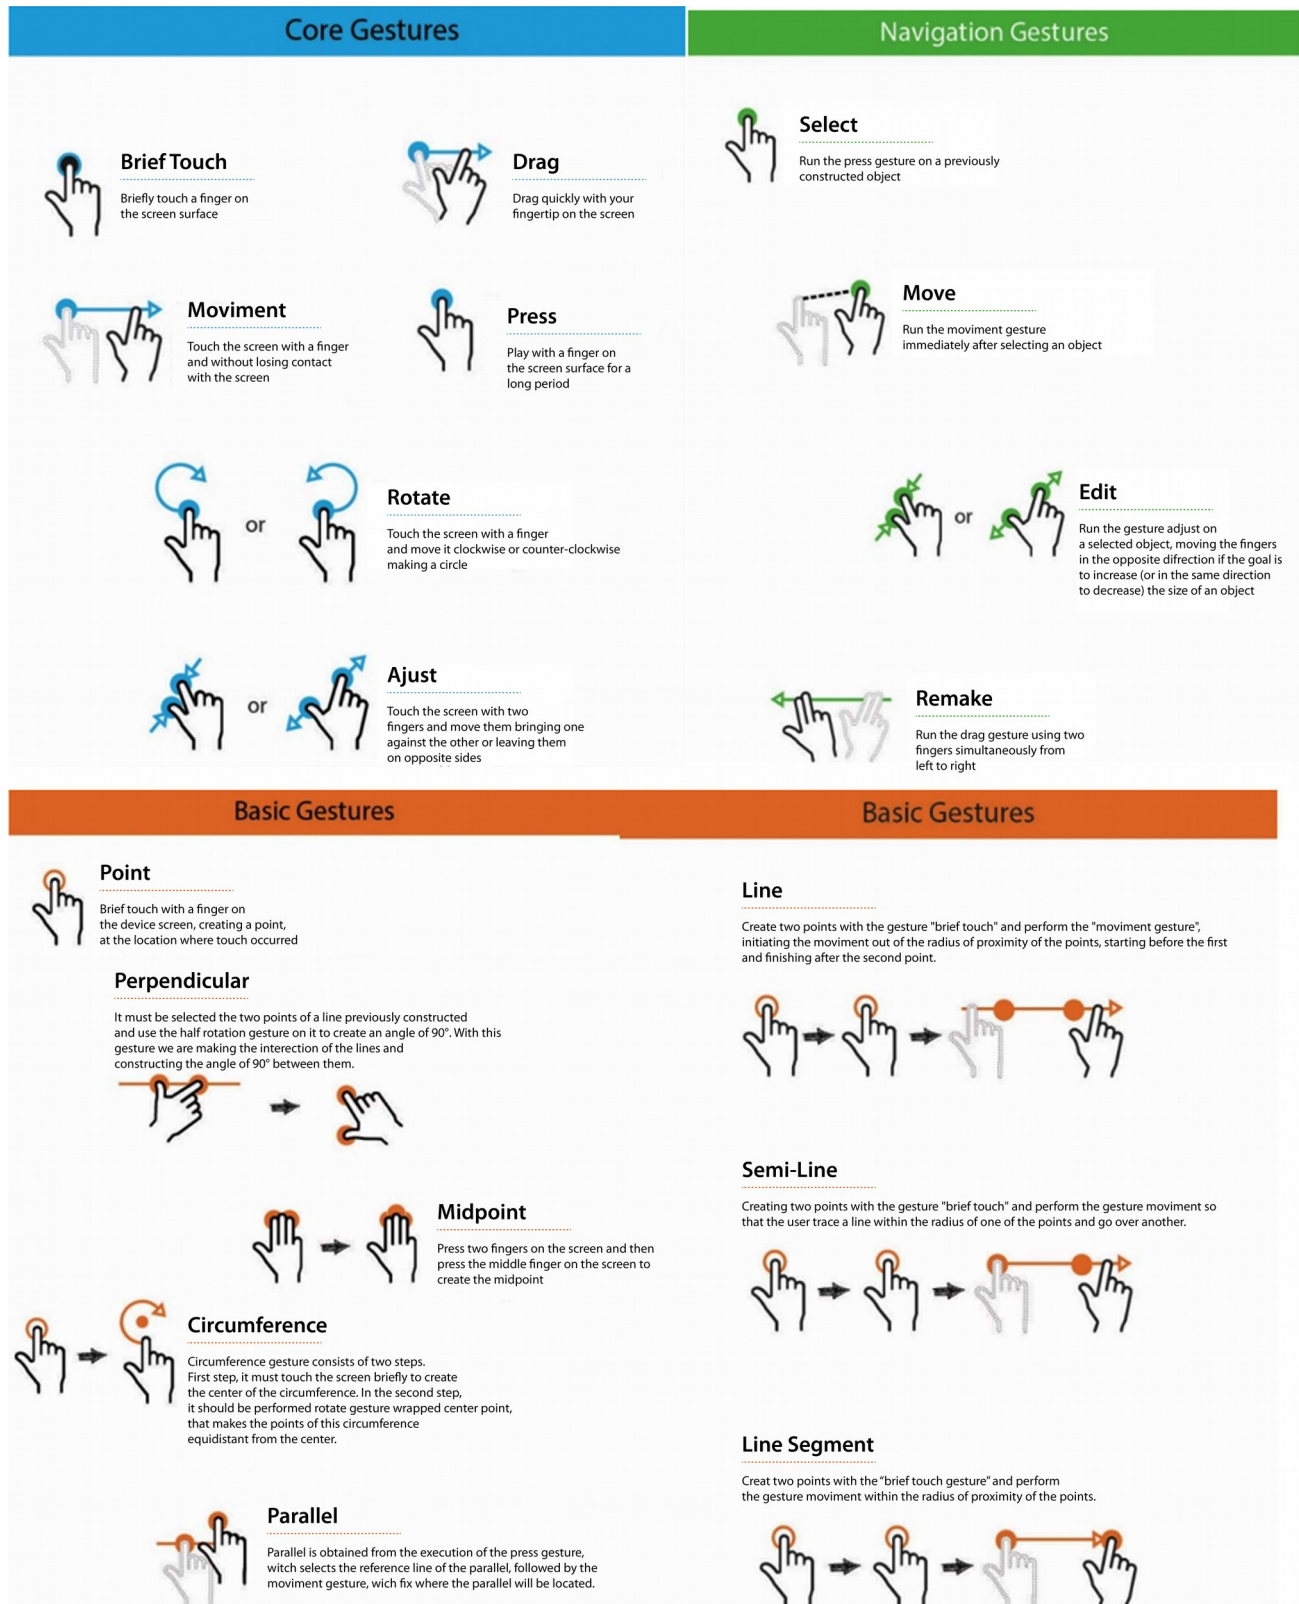 Core Gestures
Brief Touch
Briefly touch a finger on
the screen surface
Drag
Drag quickly with your
fingertip on the screen
Moviment
Touch the screen with a finger
and without losing contact
with the screen
Press
Play with a finger on
the screen surface for a
long period
or
Rotate
Touch the screen with a finger
and move it clockwise or counter-clockwise
making a circle
or
Ajust
Touch the screen with two
fingers and move them bringing one
against the other or leaving them
on opposite sides
Navigation Gestures
Select
Run the press gesture on a previously
constructed object
Move
Run the moviment gesture
immediately after selecting an object
or
Edit
Run the gesture adjust on
a selected object, moving the fingers
in the opposite difrection if the goal is
to increase (or in the same direction
to decrease) the size of an object
Remake
Run the drag gesture using two
fingers simultaneously from
left to right
Basic Gestures
Point
Brief touch with a finger on
the device screen, creating a point,
at the location where touch occurred
Perpendicular
It must be selected the two points of a line previously constructed
and use the half rotation gesture on it to create an angle of 90°. With this
gesture we are making the interection of the lines and
constructing the angle of 90° between them.
Midpoint
Press two fingers on the screen and then
press the middle finger on the screen to
create the midpoint
Circumference
Circumference gesture consists of two steps.
First step, it must touch the screen briefly to create
the center of the circumference. In the second step,
it should be performed rotate gesture wrapped center point,
that makes the points of this circumference
equidistant from the center.
Parallel
Parallel is obtained from the execution of the press gesture,
witch selects the reference line of the parallel, followed by the
moviment gesture, wich fix where the parallel will be located.
Basic Gestures
Line
Create two points with the gesture "brief touch" and perform the "moviment gesture",
initiating the moviment out of the radius of proximity of the points, starting before the first
and finishing after the second point.
Semi-Line
Creating two points with the gesture "brief touch" and perform the gesture moviment so
that the user trace a line within the radius of one of the points and go over another.
Line Segment
Creat two points with the “brief touch gesture” and perform
the gesture moviment within the radius of proximity of the points.